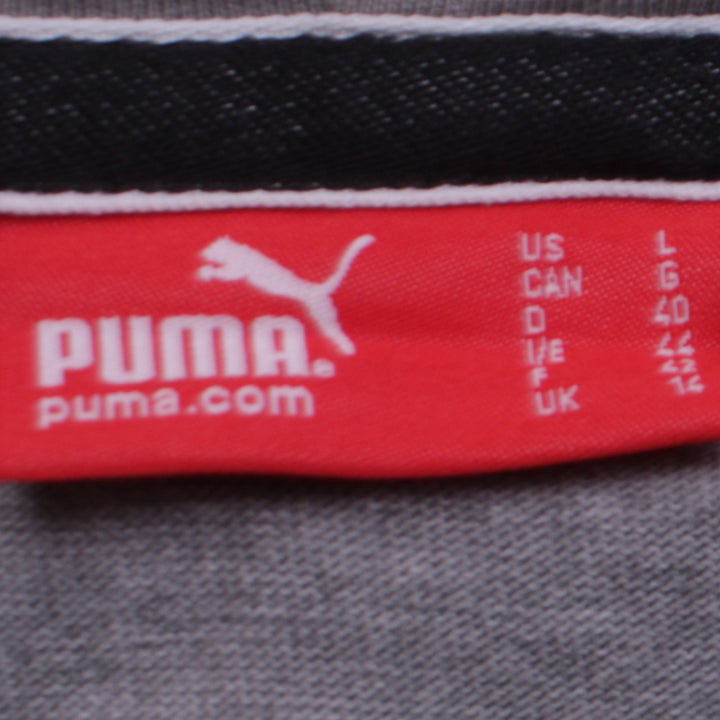 PUMA.
puma.com
US L
CAN G
D 40
I/E 44
F 42
UK 14